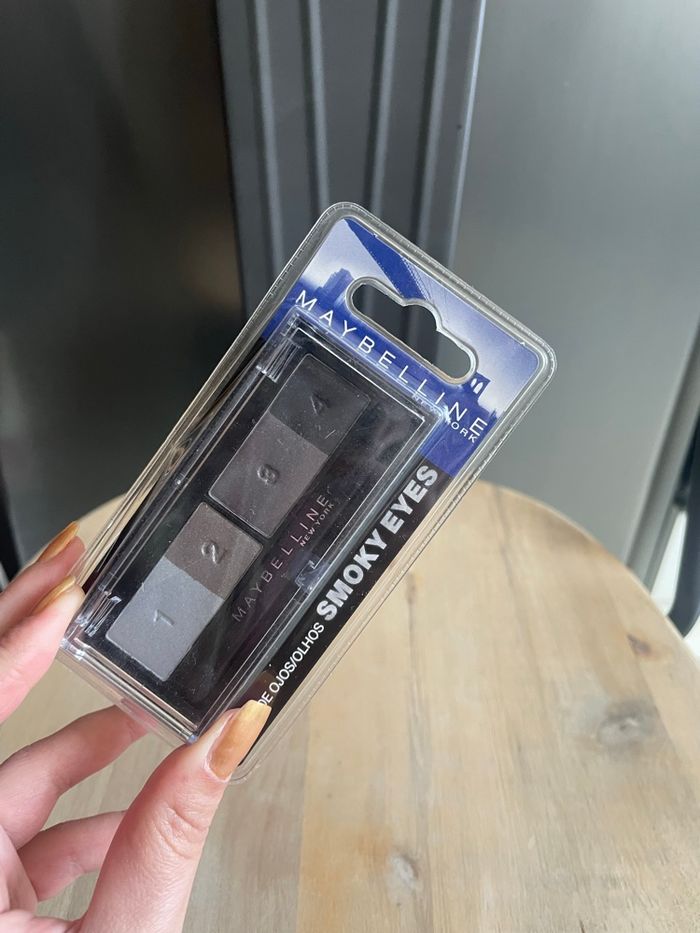 MAYBELLINE
NEW YORK
4
3
2
1
MAYBELLINE
NEW YORK
DE OJOS/OLHOS SMOKY EYES